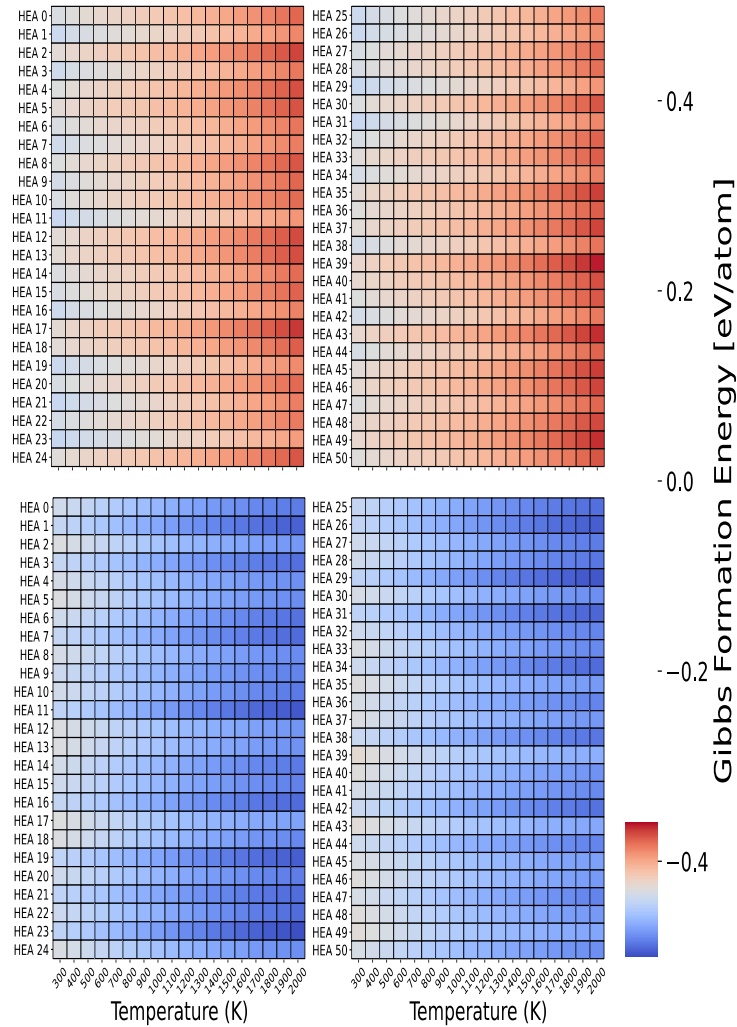 HEA 0
HEA 1
HEA 2
HEA 3
HEA 4
HEA 5
HEA 6
HEA 7
HEA 8
HEA 9
HEA 10
HEA 11
HEA 12
HEA 13
HEA 14
HEA 15
HEA 16
HEA 17
HEA 18
HEA 19
HEA 20
HEA 21
HEA 22
HEA 23
HEA 24
HEA 25
HEA 26
HEA 27
HEA 28
HEA 29
HEA 30
HEA 31
HEA 32
HEA 33
HEA 34
HEA 35
HEA 36
HEA 37
HEA 38
HEA 39
HEA 40
HEA 41
HEA 42
HEA 43
HEA 44
HEA 45
HEA 46
HEA 47
HEA 48
HEA 49
HEA 50
HEA 0
HEA 1
HEA 2
HEA 3
HEA 4
HEA 5
HEA 6
HEA 7
HEA 8
HEA 9
HEA 10
HEA 11
HEA 12
HEA 13
HEA 14
HEA 15
HEA 16
HEA 17
HEA 18
HEA 19
HEA 20
HEA 21
HEA 22
HEA 23
HEA 24
300 400 500 600 700 800 900 1000 1100 1200 1300 1400 1500 1600 1700 1800 1900 2000
Temperature (K)
HEA 25
HEA 26
HEA 27
HEA 28
HEA 29
HEA 30
HEA 31
HEA 32
HEA 33
HEA 34
HEA 35
HEA 36
HEA 37
HEA 38
HEA 39
HEA 40
HEA 41
HEA 42
HEA 43
HEA 44
HEA 45
HEA 46
HEA 47
HEA 48
HEA 49
HEA 50
300 400 500 600 700 800 900 1000 1100 1200 1300 1400 1500 1600 1700 1800 1900 2000
Temperature (K)
0.4
0.2
0.0
−0.2
−0.4
Gibbs Formation Energy [eV/atom]